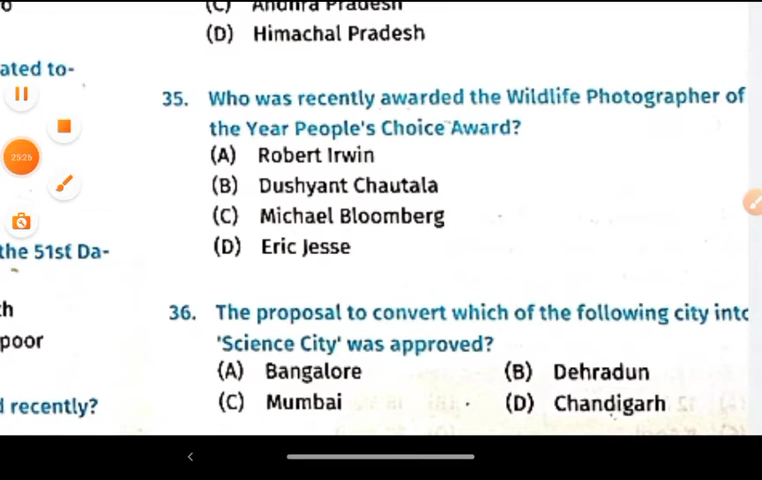 (C) Andhra Pradesh
(D) Himachal Pradesh
ated to-
35. Who was recently awarded the Wildlife Photographer of
the Year People's Choice Award?
(A) Robert Irwin
(B) Dushyant Chautala
(C) Michael Bloomberg
(D) Eric Jesse
25:25
the 51st Da-
h
poor
d recently?
36. The proposal to convert which of the following city into
'Science City' was approved?
(A) Bangalore
(B) Dehradun
(C) Mumbai
(D) Chandigarh